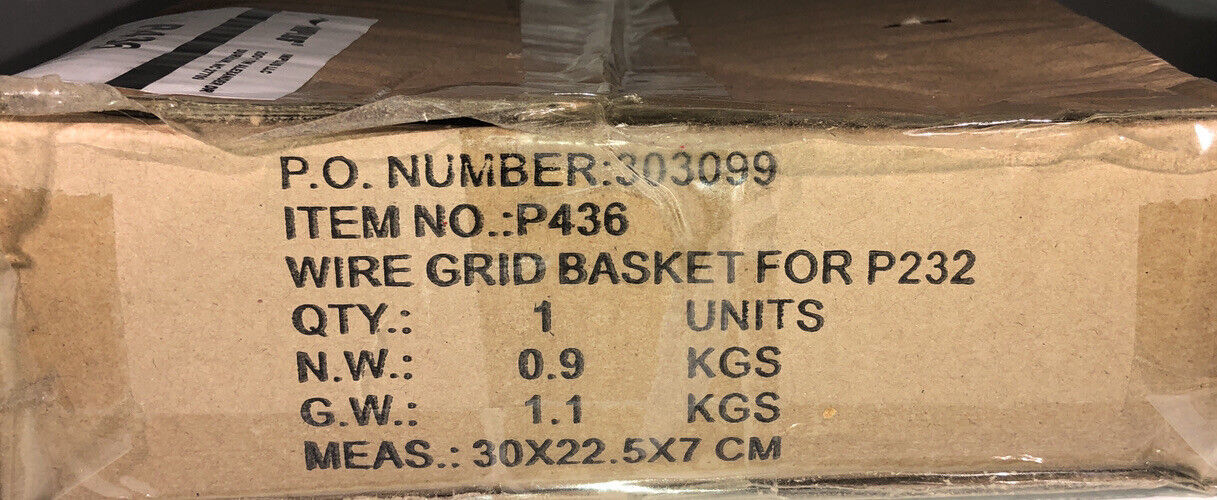 P.O. NUMBER:303099
ITEM NO.:P436
WIRE GRID BASKET FOR P232
QTY.: 1 UNITS
N.W.: 0.9 KGS
G.W.: 1.1 KGS
MEAS.: 30X22.5X7 CM